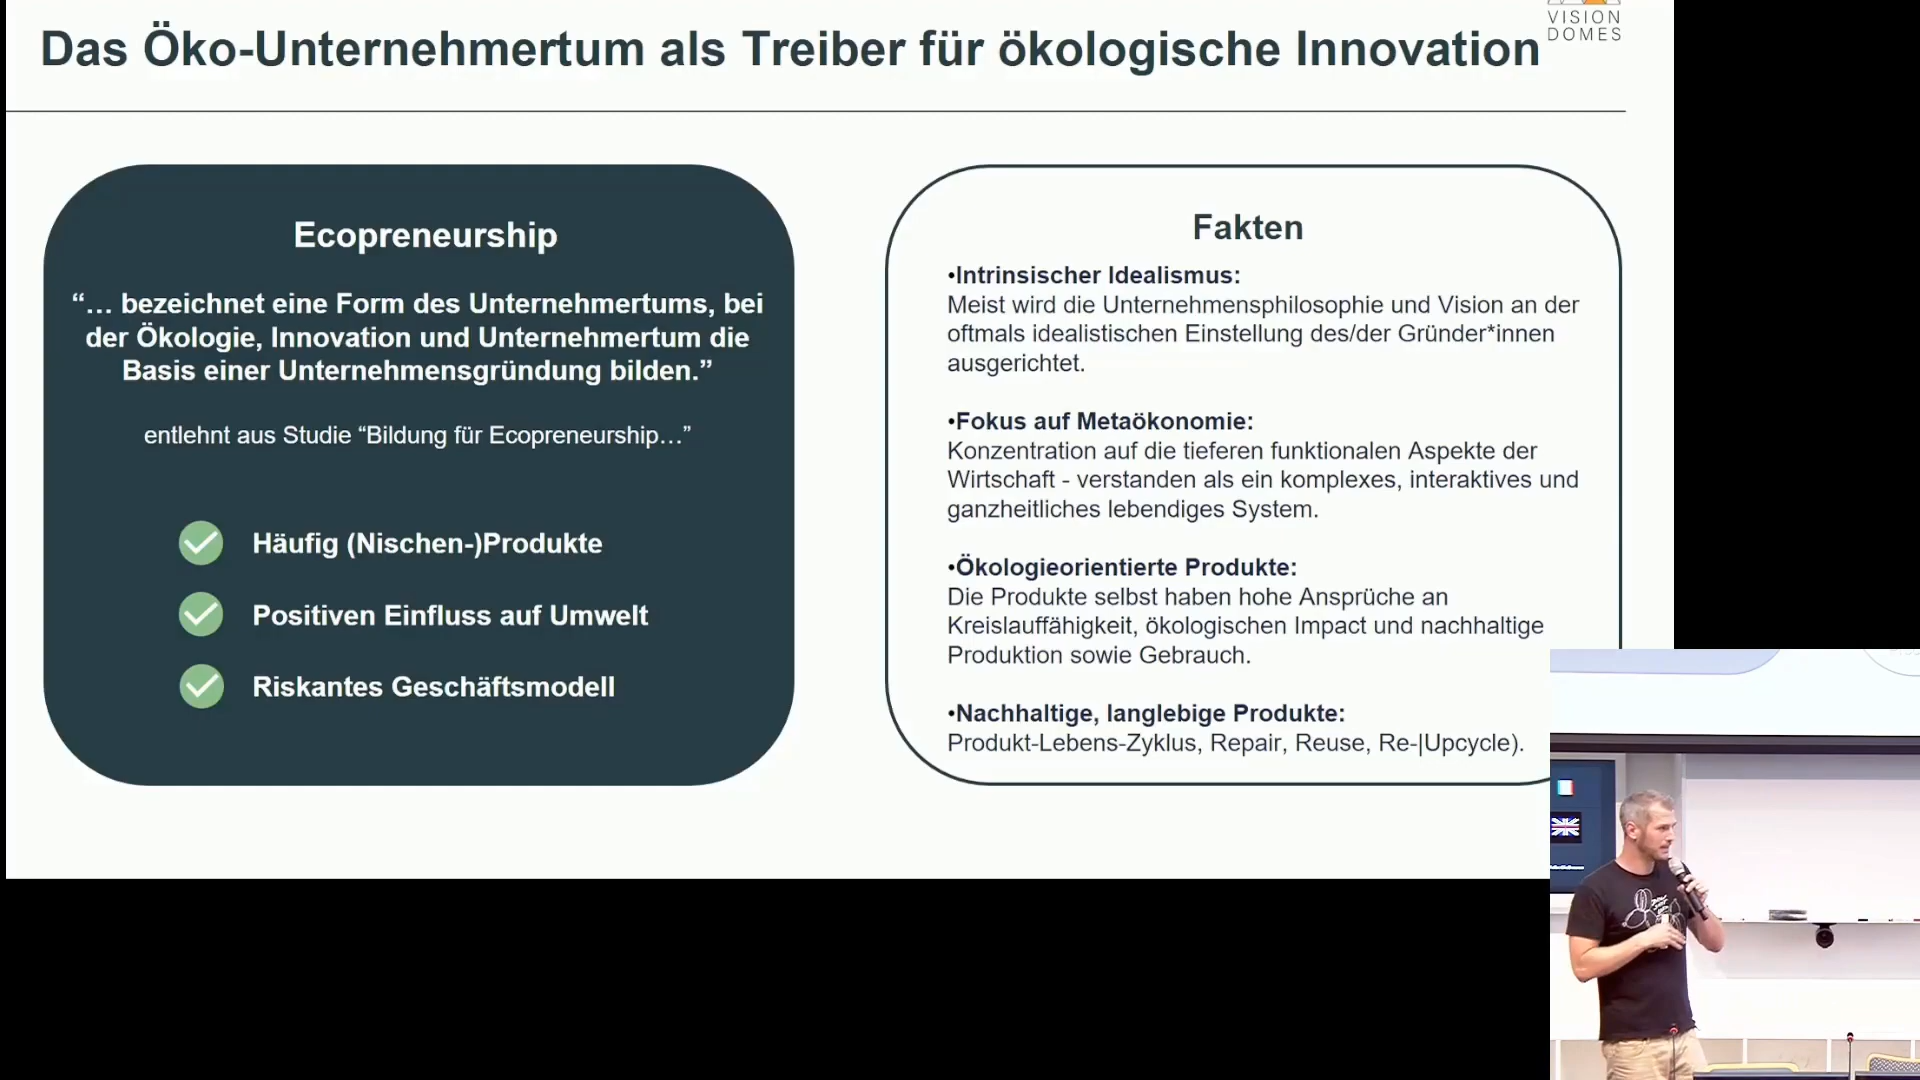 Das Öko-Unternehmertum als Treiber für ökologische Innovation
VISION
DOMES
Ecopreneurship
“… bezeichnet eine Form des Unternehmertums, bei
der Ökologie, Innovation und Unternehmertum die
Basis einer Unternehmensgründung bilden.”
entlehnt aus Studie “Bildung für Ecopreneurship…”
Häufig (Nischen-)Produkte
Positiven Einfluss auf Umwelt
Riskantes Geschäftsmodell
Fakten
•Intrinsischer Idealismus:
Meist wird die Unternehmensphilosophie und Vision an der
oftmals idealistischen Einstellung des/der Gründer*innen
ausgerichtet.
•Fokus auf Metaökonomie:
Konzentration auf die tieferen funktionalen Aspekte der
Wirtschaft - verstanden als ein komplexes, interaktives und
ganzheitliches lebendiges System.
•Ökologieorientierte Produkte:
Die Produkte selbst haben hohe Ansprüche an
Kreislauffähigkeit, ökologischen Impact und nachhaltige
Produktion sowie Gebrauch.
•Nachhaltige, langlebige Produkte:
Produkt-Lebens-Zyklus, Repair, Reuse, Re-|Upcycle).